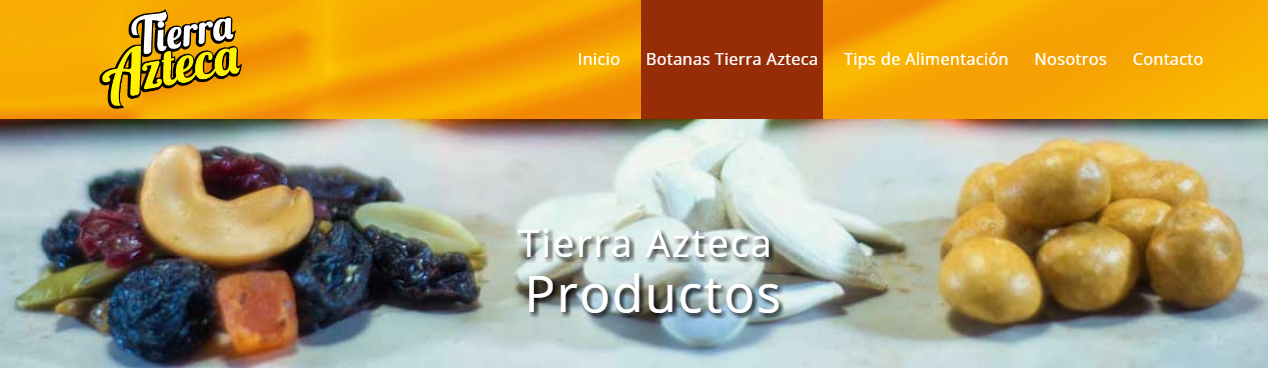 Tierra
Azteca
Inicio Botanas Tierra Azteca Tips de Alimentación Nosotros Contacto
Tierra Azteca
Productos